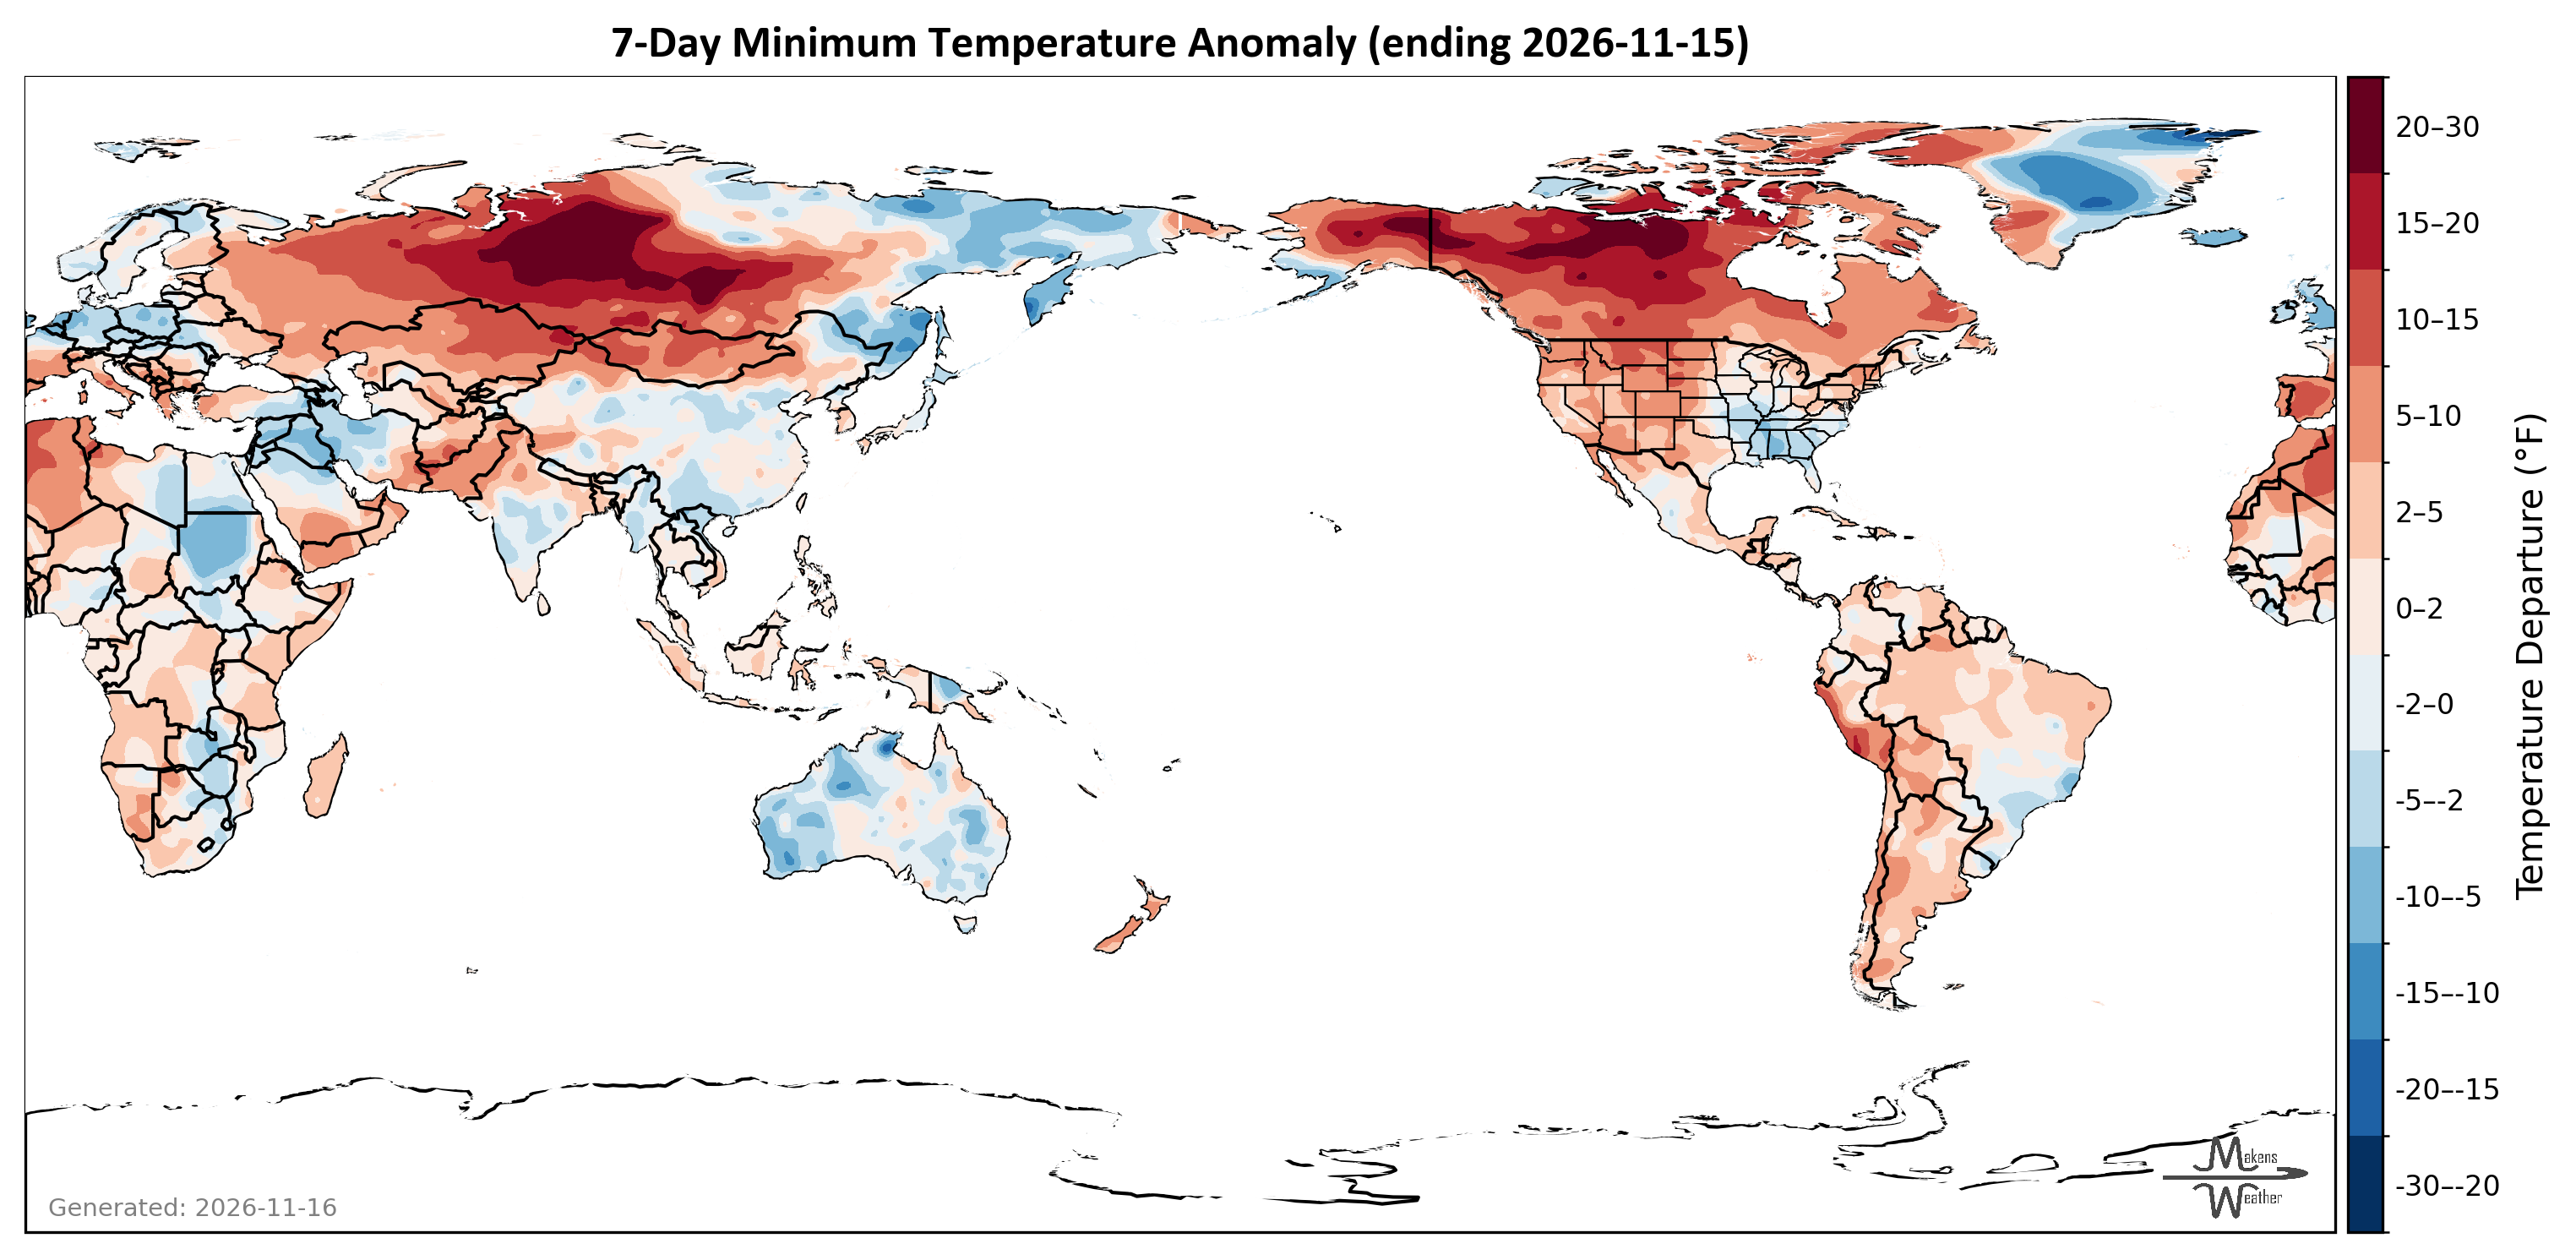 7-Day Minimum Temperature Anomaly (ending 2026-11-15)
20–30
15–20
10–15
5–10
2–5
0–2
-2–0
-5–-2
-10–-5
-15–-10
-20–-15
-30–-20
Temperature Departure (°F)
Makens
Weather
Generated: 2026-11-16